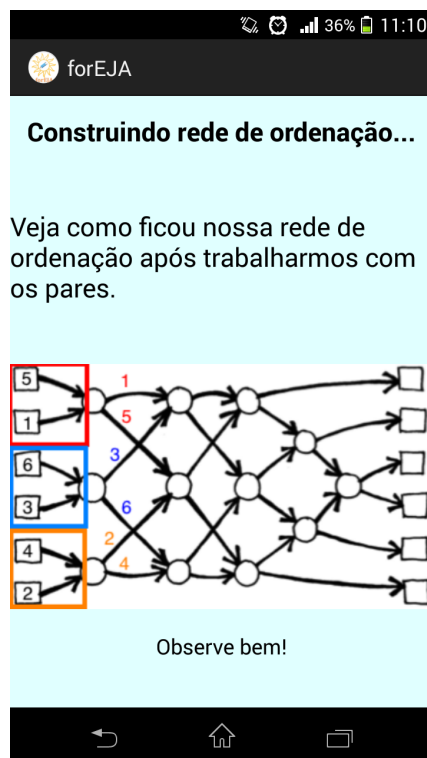 36% 11:10
forEJA
Construindo rede de ordenação...
Veja como ficou nossa rede de
ordenação após trabalharmos com
os pares.
5
1
1
5
6
3
3
6
4
2
2
4
Observe bem!